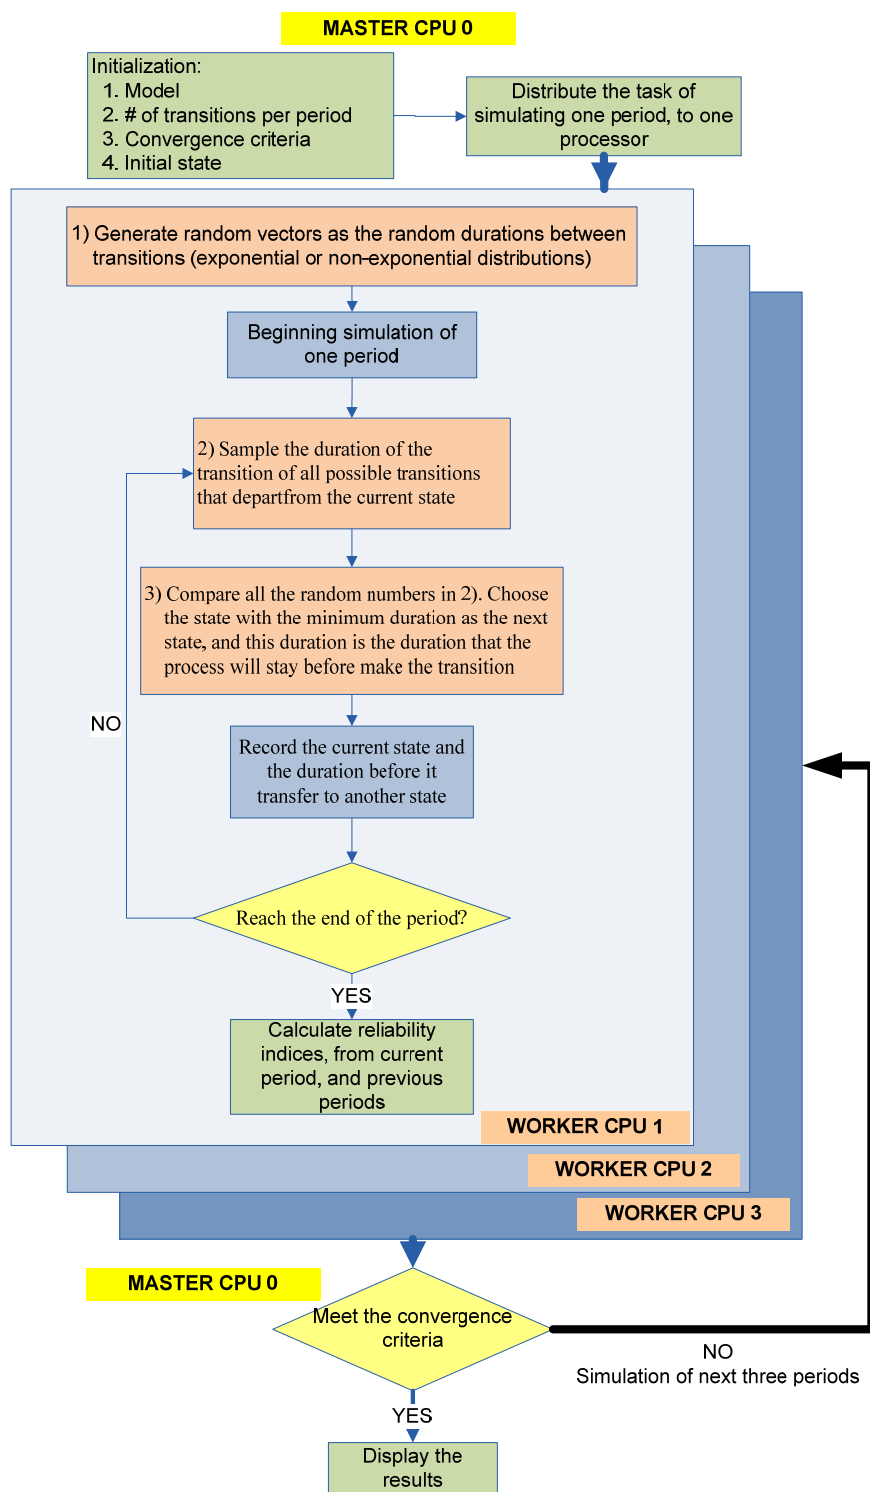 MASTER CPU 0
Initialization:
1. Model
2. # of transitions per period
3. Convergence criteria
4. Initial state
Distribute the task of
simulating one period, to one
processor
1) Generate random vectors as the random durations between
transitions (exponential or non-exponential distributions)
Beginning simulation of
one period
2) Sample the duration of the
transition of all possible transitions
that departfrom the current state
3) Compare all the random numbers in 2). Choose
the state with the minimum duration as the next
state, and this duration is the duration that the
process will stay before make the transition
NO
Record the current state and
the duration before it
transfer to another state
Reach the end of the period?
YES
Calculate reliability
indices, from current
period, and previous
periods
WORKER CPU 1
WORKER CPU 2
WORKER CPU 3
MASTER CPU 0
Meet the convergence
criteria
NO
Simulation of next three periods
YES
Display the
results